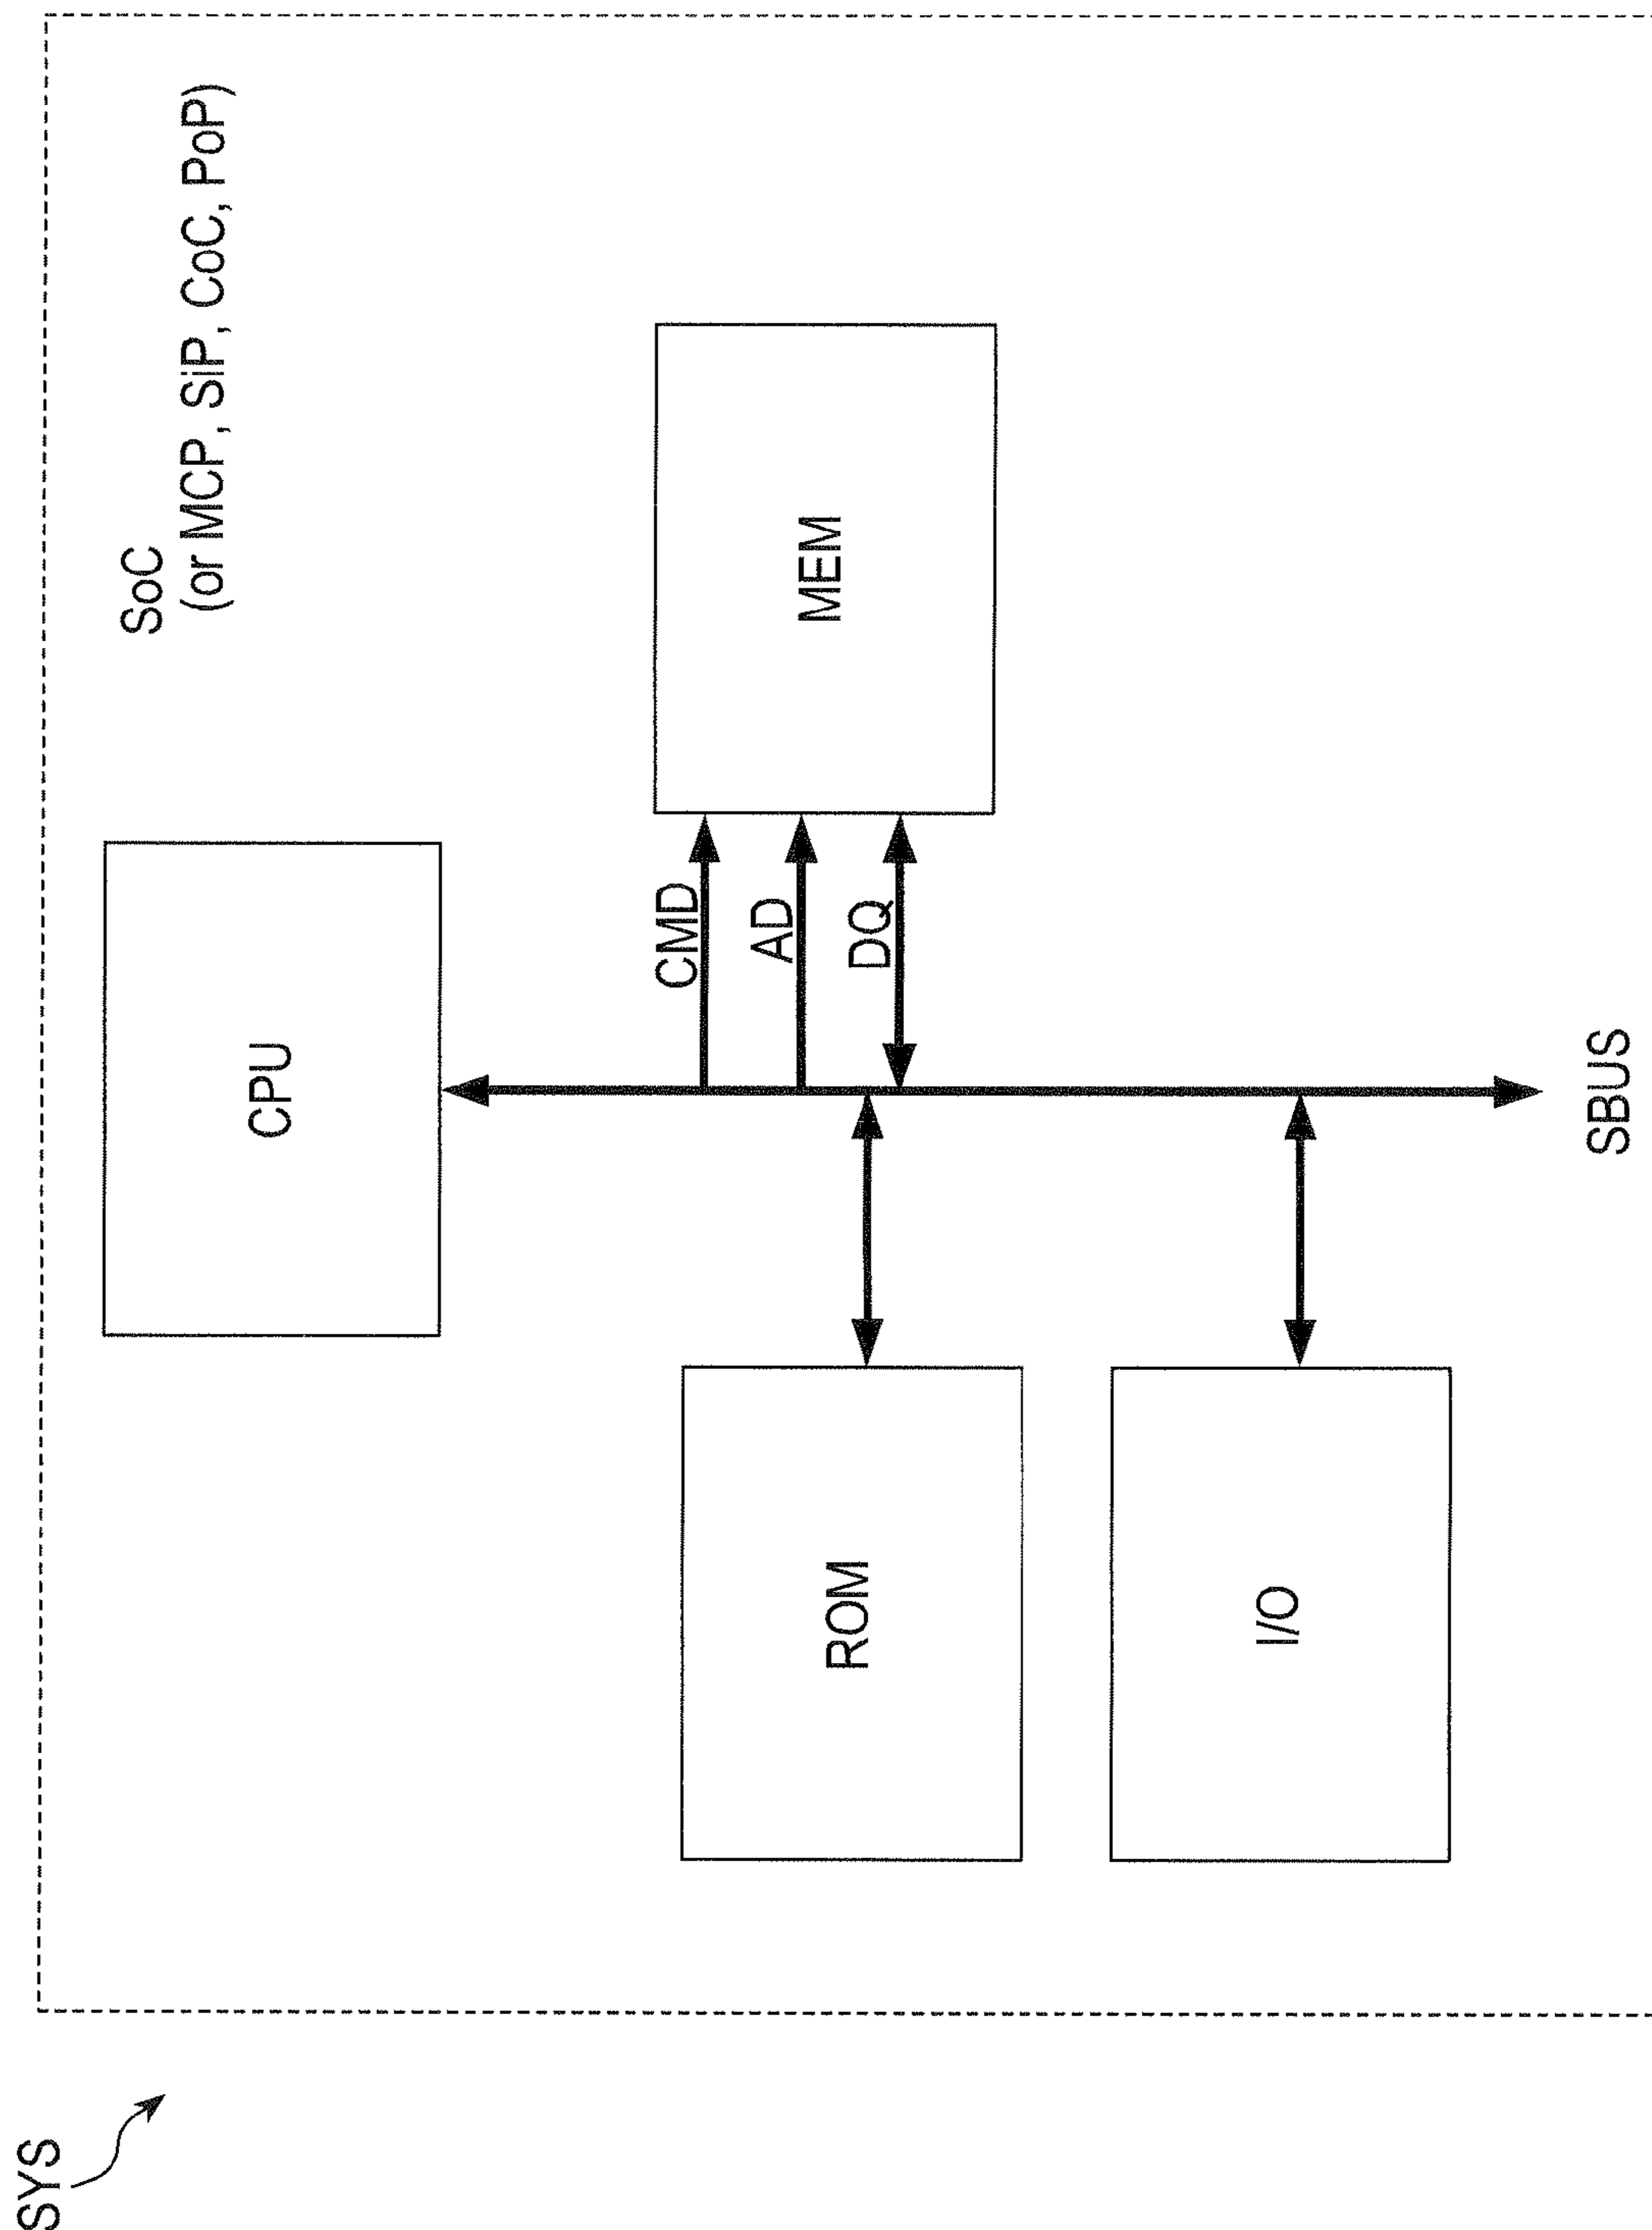 SYS
SoC
(or MCP, SiP, CoC, PoP)
CPU
CMD
AD
DQ
MEM
ROM
I/O
SBUS